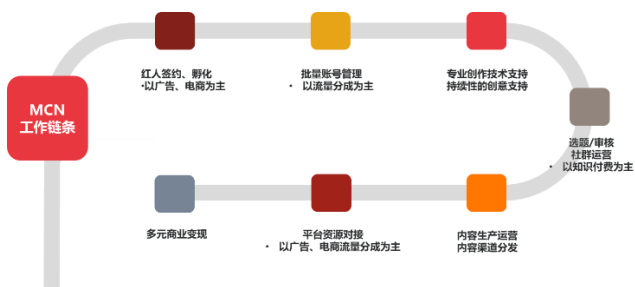 MCN
工作链条
红人签约、孵化
•以广告、电商为主
批量账号管理
• 以流量分成为主
专业创作技术支持
持续性的创意支持
选题/审核
社群运营
• 以知识付费为主
内容生产运营
内容渠道分发
平台资源对接
• 以广告、电商流量分成为主
多元商业变现